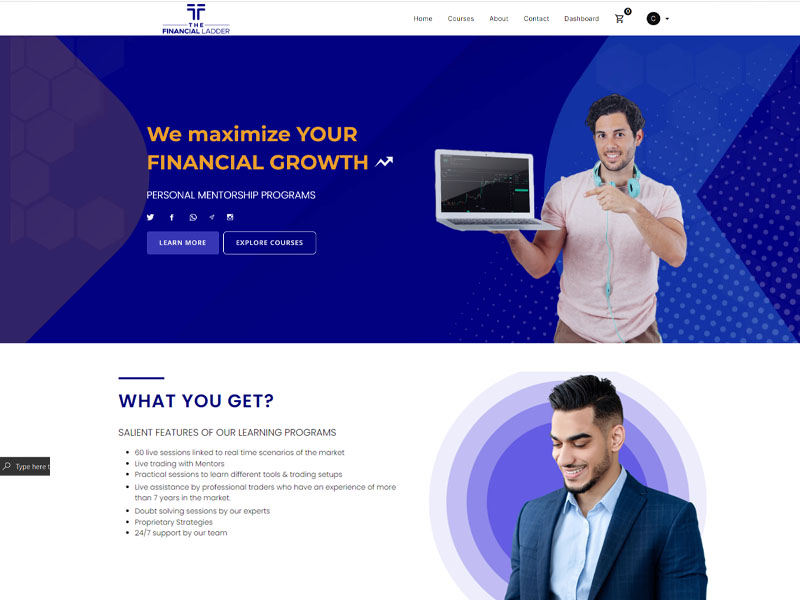 THE
FINANCIAL LADDER
Home Courses About Contact Dashboard 0 C
We maximize YOUR
FINANCIAL GROWTH
PERSONAL MENTORSHIP PROGRAMS
LEARN MORE EXPLORE COURSES
WHAT YOU GET?
SALIENT FEATURES OF OUR LEARNING PROGRAMS
60 live sessions linked to real time scenarios of the market
Live trading with Mentors
Practical sessions to learn different tools & trading setups
Live assistance by professional traders who have an experience of more
than 7 years in the market.
Doubt solving sessions by our experts
Proprietary Strategies
24/7 support by our team
Type here t